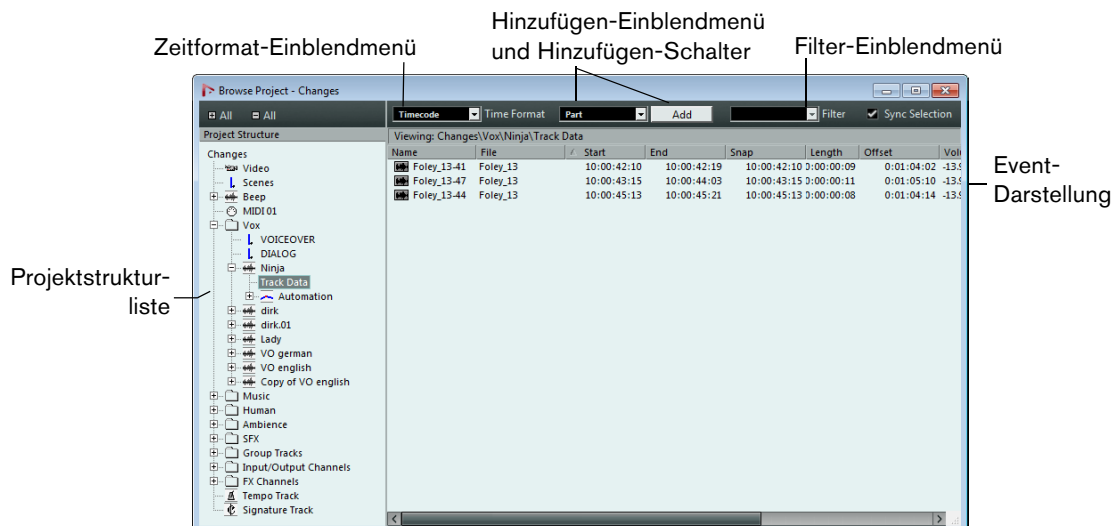 Hinzufügen-Einblendmenü
und Hinzufügen-Schalter
Zeitformat-Einblendmenü
Filter-Einblendmenü
Browse Project - Changes
All All Timecode Time Format Part Add Filter Sync Selection
Project Structure
Viewing: Changes\Vox\Ninja\Track Data
Name File Start End Snap Length Offset
Foley_13-41 Foley_13 10:00:42:10 10:00:42:19 10:00:42:10 0:00:00:09 0:01:04:02
Foley_13-47 Foley_13 10:00:43:15 10:00:44:03 10:00:43:15 0:00:00:11 0:01:05:10
Foley_13-44 Foley_13 10:00:45:13 10:00:45:21 10:00:45:13 0:00:00:08 0:01:04:14
Changes
Video
Scenes
Beep
MIDI 01
Vox
VOICEOVER
DIALOG
Ninja
Track Data
Automation
dirk
dirk.01
Lady
VO german
VO english
Copy of VO english
Music
Human
Ambience
SFX
Group Tracks
Input/Output Channels
FX Channels
Tempo Track
Signature Track
Event-
Darstellung
Projektstruktur-
liste